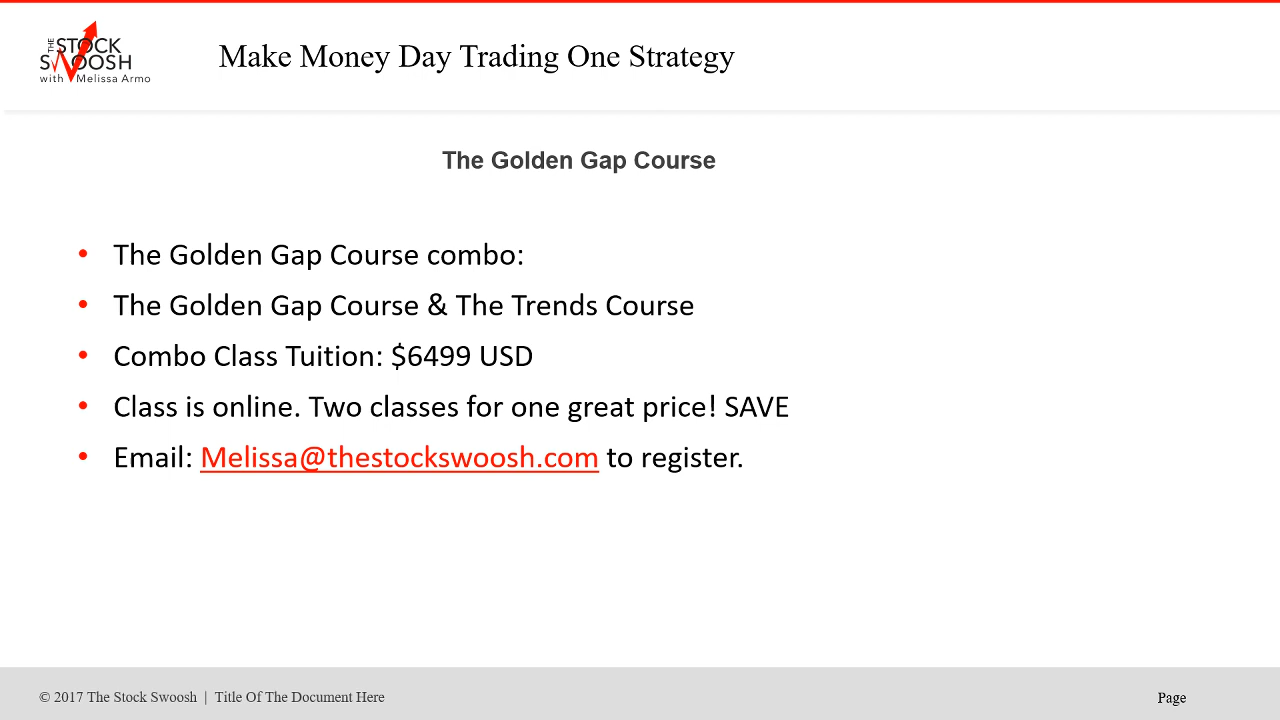 THE
STOCK
SWOOSH
with Melissa Armo
Make Money Day Trading One Strategy
The Golden Gap Course
• The Golden Gap Course combo:
• The Golden Gap Course & The Trends Course
• Combo Class Tuition: $6499 USD
• Class is online. Two classes for one great price! SAVE
• Email: Melissa@thestockswoosh.com to register.
© 2017 The Stock Swoosh | Title Of The Document Here
Page